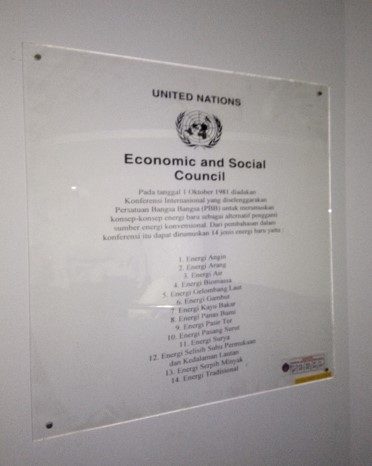 UNITED NATIONS
Economic and Social
Council
Pada tanggal 1 Oktober 1981 diadakan
Konferensi Internasional yang diselenggarakan
Persatuan Bangsa Bangsa (PBB) untuk merumuskan
konsep-konsep energi baru sebagai alternatif pengganti
sumber energi konvensional. Dari pembahasan dalam
konferensi itu dapat dirumuskan 14 jenis energi baru yaitu
1. Energi Angin
2. Energi Arang
3. Energi Air
4. Energi Biomassa
5. Energi Gelombang Laut
6. Energi Gambut
7. Energi Kayu Bakar
8. Energi Panas Bumi
9. Energi Pasir Ter
10. Energi Pasang Surut
11. Energi Surya
12. Energi Selisih Suhu Permukaan
dan Kedalaman Lautan
13. Energi Serpih Minyak
14. Energi Tradisional